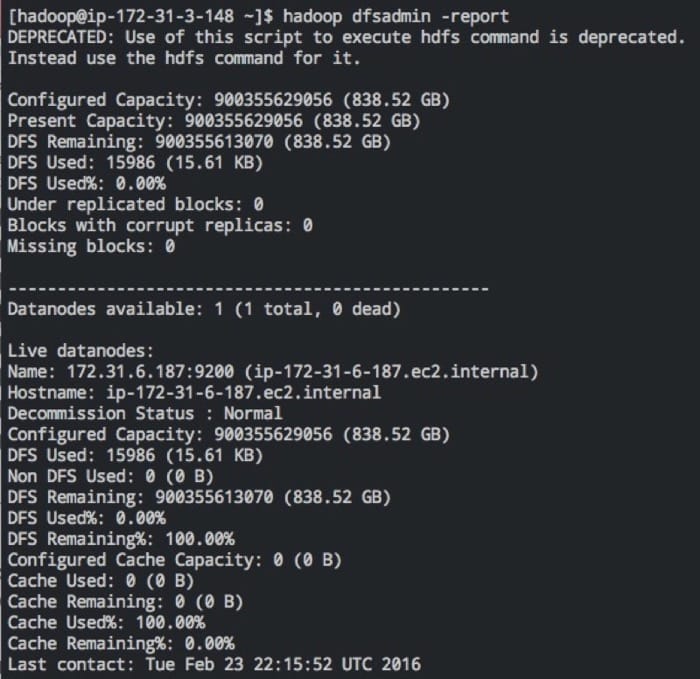 [hadoop@ip-172-31-3-148 ~]$ hadoop dfsadmin -report
DEPRECATED: Use of this script to execute hdfs command is deprecated.
Instead use the hdfs command for it.
Configured Capacity: 900355629056 (838.52 GB)
Present Capacity: 900355629056 (838.52 GB)
DFS Remaining: 900355613070 (838.52 GB)
DFS Used: 15986 (15.61 KB)
DFS Used%: 0.00%
Under replicated blocks: 0
Blocks with corrupt replicas: 0
Missing blocks: 0
-------------------------------------------------
Datanodes available: 1 (1 total, 0 dead)
Live datanodes:
Name: 172.31.6.187:9200 (ip-172-31-6-187.ec2.internal)
Hostname: ip-172-31-6-187.ec2.internal
Decommission Status : Normal
Configured Capacity: 900355629056 (838.52 GB)
DFS Used: 15986 (15.61 KB)
Non DFS Used: 0 (0 B)
DFS Remaining: 900355613070 (838.52 GB)
DFS Used%: 0.00%
DFS Remaining%: 100.00%
Configured Cache Capacity: 0 (0 B)
Cache Used: 0 (0 B)
Cache Remaining: 0 (0 B)
Cache Used%: 100.00%
Cache Remaining%: 0.00%
Last contact: Tue Feb 23 22:15:52 UTC 2016